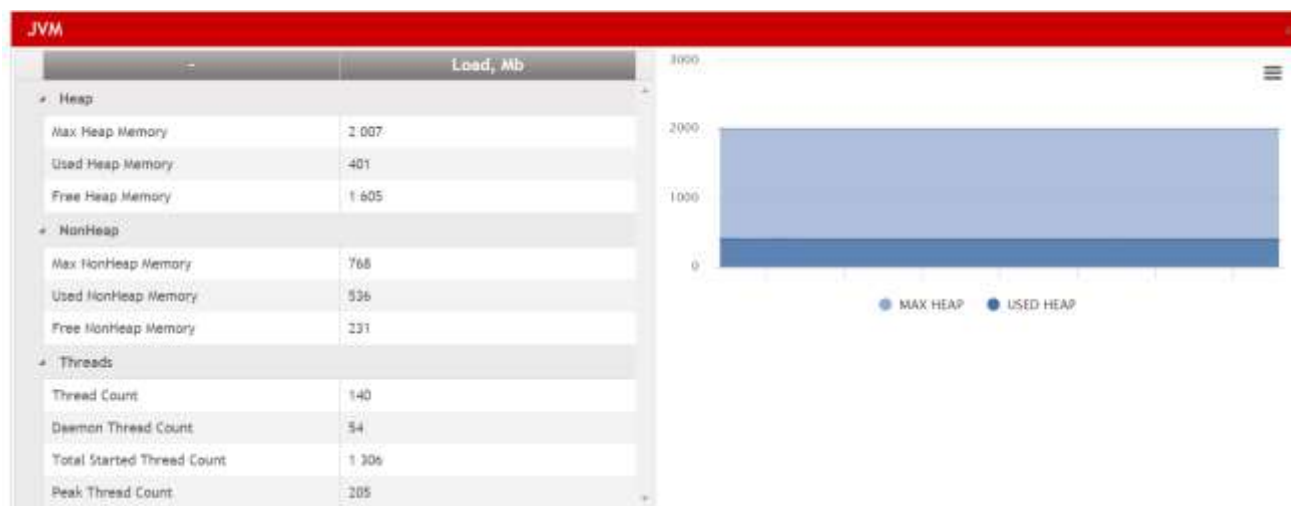 JVM
- Load, Mb
Heap
Max Heap Memory 2 007
Used Heap Memory 401
Free Heap Memory 1 605
NonHeap
Max NonHeap Memory 768
Used NonHeap Memory 536
Free NonHeap Memory 231
Threads
Thread Count 140
Daemon Thread Count 54
Total Started Thread Count 1 306
Peak Thread Count 205
3000
2000
1000
0
MAX HEAP USED HEAP